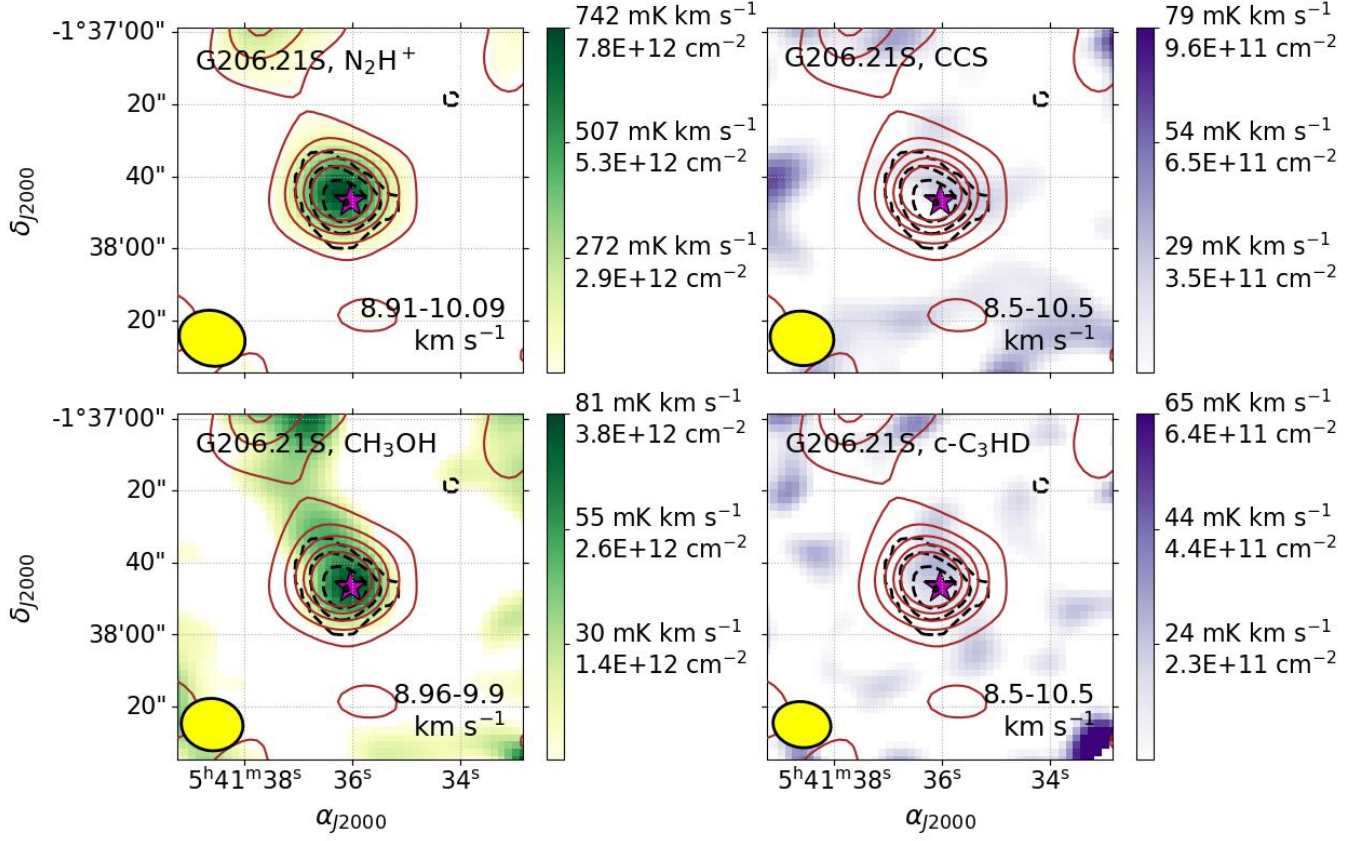 -1°37'00"
20"
40"
38'00"
20"
δJ2000
G206.21S, N₂H⁺
8.91-10.09
km s⁻¹
742 mK km s⁻¹
7.8E+12 cm⁻²
507 mK km s⁻¹
5.3E+12 cm⁻²
272 mK km s⁻¹
2.9E+12 cm⁻²
G206.21S, CCS
8.5-10.5
km s⁻¹
79 mK km s⁻¹
9.6E+11 cm⁻²
54 mK km s⁻¹
6.5E+11 cm⁻²
29 mK km s⁻¹
3.5E+11 cm⁻²
-1°37'00"
20"
40"
38'00"
20"
δJ2000
G206.21S, CH₃OH
8.96-9.9
km s⁻¹
81 mK km s⁻¹
3.8E+12 cm⁻²
55 mK km s⁻¹
2.6E+12 cm⁻²
30 mK km s⁻¹
1.4E+12 cm⁻²
5ʰ41ᵐ38ˢ 36ˢ 34ˢ
αJ2000
G206.21S, c-C₃HD
8.5-10.5
km s⁻¹
65 mK km s⁻¹
6.4E+11 cm⁻²
44 mK km s⁻¹
4.4E+11 cm⁻²
24 mK km s⁻¹
2.3E+11 cm⁻²
5ʰ41ᵐ38ˢ 36ˢ 34ˢ
αJ2000